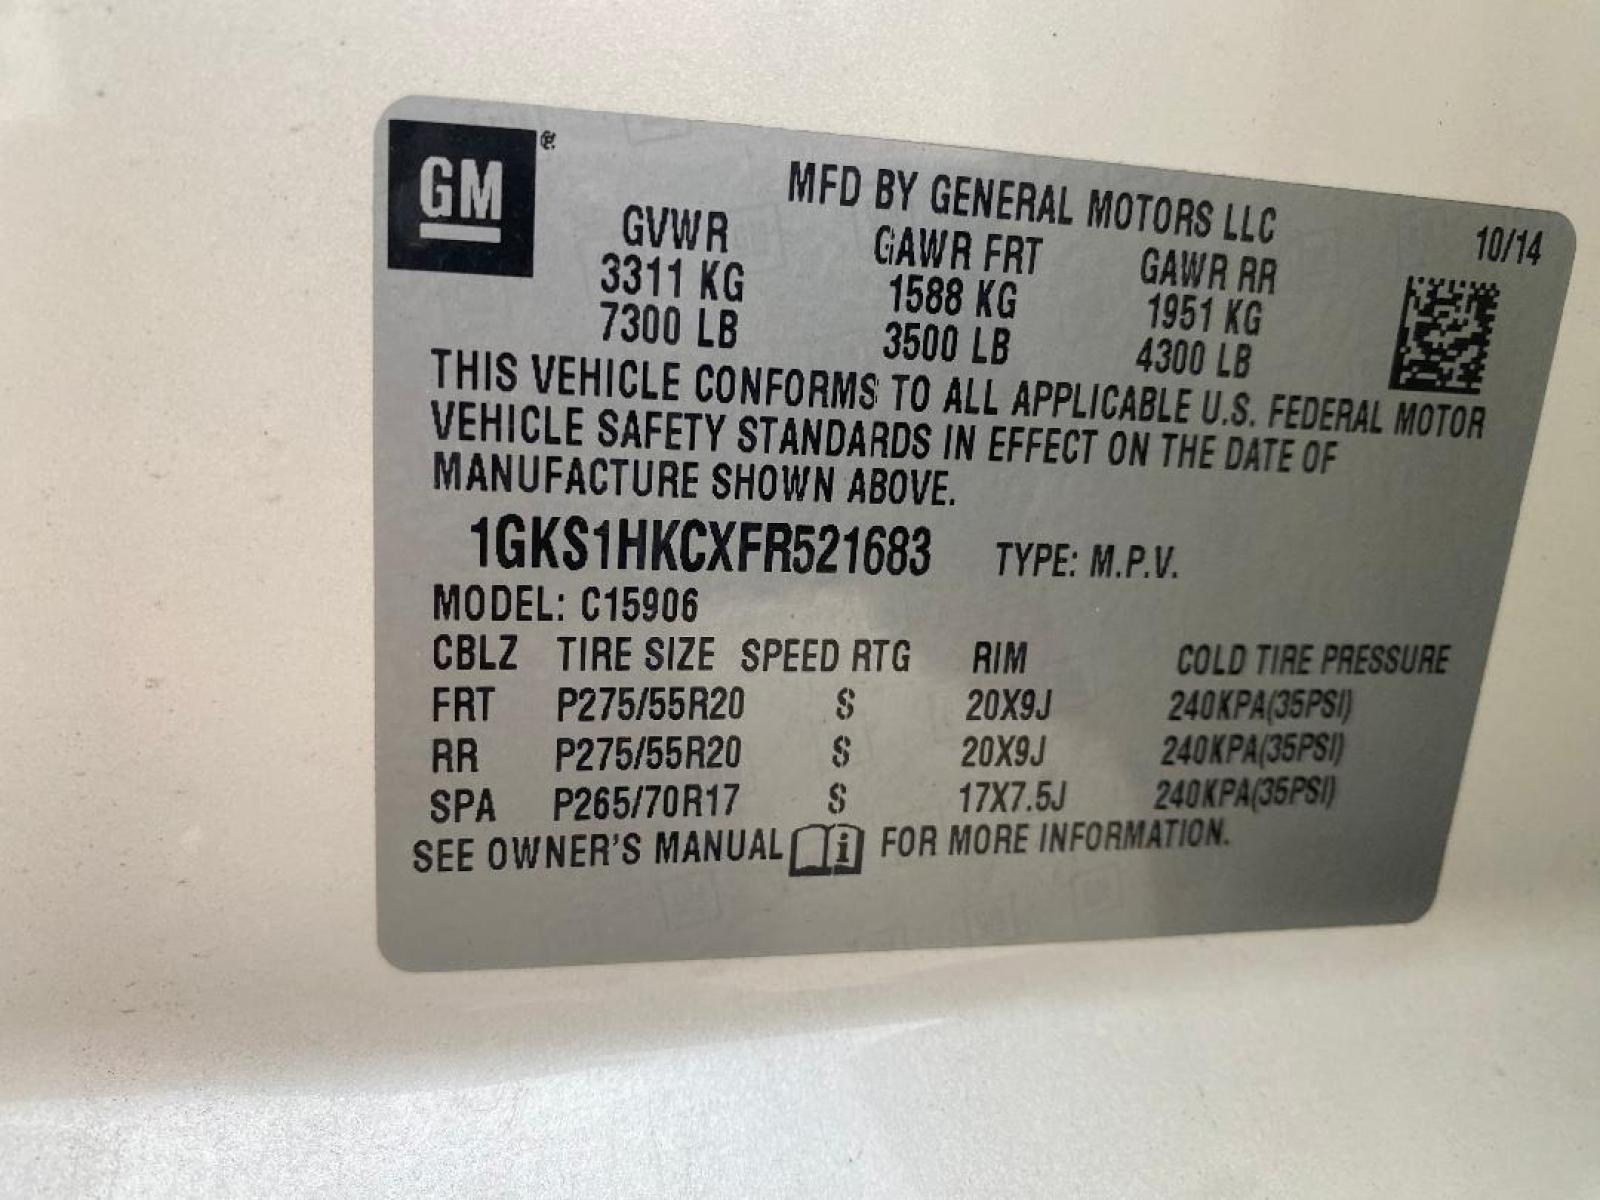 GM ®
MFD BY GENERAL MOTORS LLC
10/14
GVWR GAWR FRT GAWR RR
3311 KG 1588 KG 1951 KG
7300 LB 3500 LB 4300 LB
THIS VEHICLE CONFORMS TO ALL APPLICABLE U.S. FEDERAL MOTOR
VEHICLE SAFETY STANDARDS IN EFFECT ON THE DATE OF
MANUFACTURE SHOWN ABOVE.
1GKS1HKCXFR521683 TYPE: M.P.V.
MODEL: C15906
CBLZ TIRE SIZE SPEED RTG RIM COLD TIRE PRESSURE
FRT P275/55R20 S 20X9J 240KPA(35PSI)
RR P275/55R20 S 20X9J 240KPA(35PSI)
SPA P265/70R17 S 17X7.5J 240KPA(35PSI)
SEE OWNER'S MANUAL i FOR MORE INFORMATION.